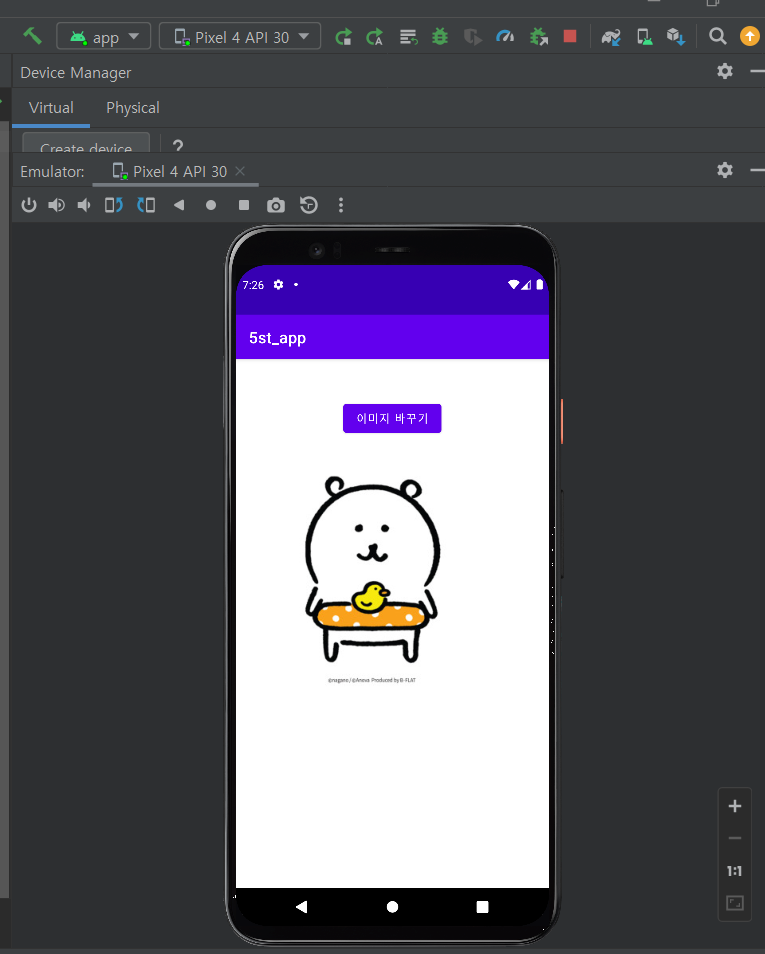 app
Pixel 4 API 30
Device Manager
Virtual Physical
Create device ?
Emulator: Pixel 4 API 30
7:26
5st_app
이미지 바꾸기
©nagano / ©Aneva Produced by B-FLAT
1:1